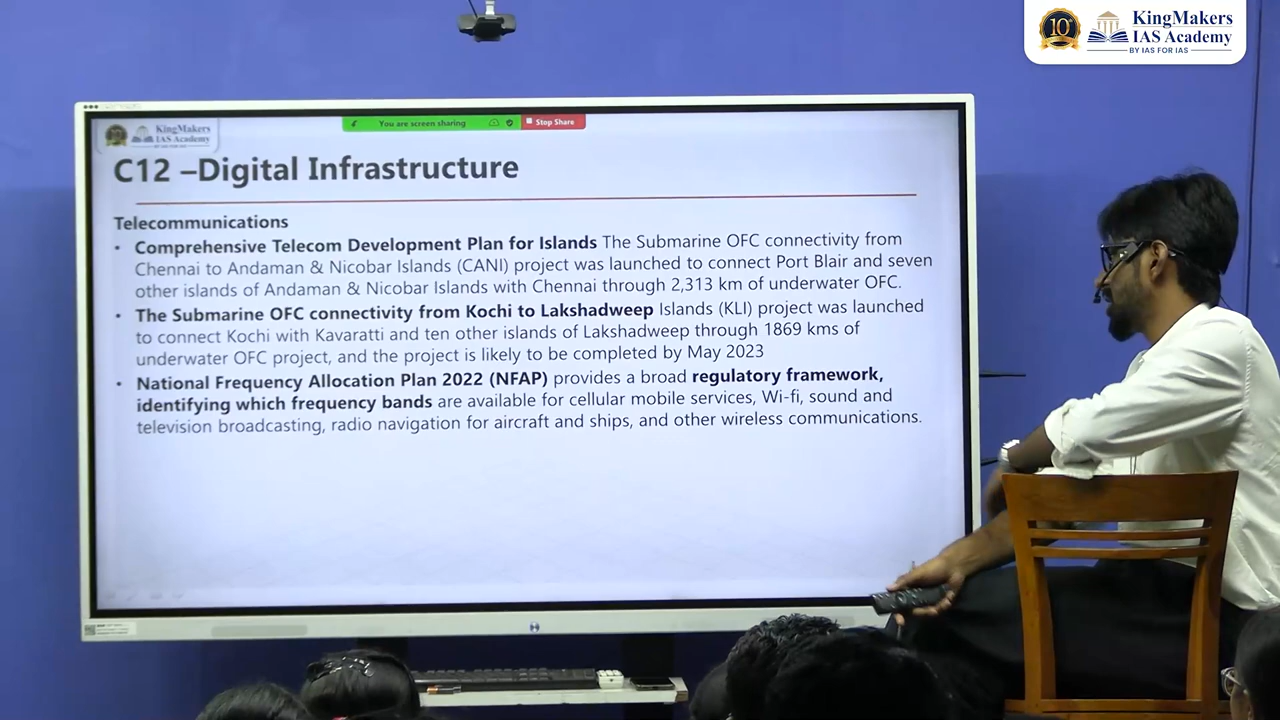 10
KingMakers
IAS Academy
BY IAS FOR IAS
KingMakers
IAS Academy
BY IAS FOR IAS
You are screen sharing
Stop Share
C12 –Digital Infrastructure
Telecommunications
• Comprehensive Telecom Development Plan for Islands The Submarine OFC connectivity from
Chennai to Andaman & Nicobar Islands (CANI) project was launched to connect Port Blair and seven
other islands of Andaman & Nicobar Islands with Chennai through 2,313 km of underwater OFC.
• The Submarine OFC connectivity from Kochi to Lakshadweep Islands (KLI) project was launched
to connect Kochi with Kavaratti and ten other islands of Lakshadweep through 1869 kms of
underwater OFC project, and the project is likely to be completed by May 2023
• National Frequency Allocation Plan 2022 (NFAP) provides a broad regulatory framework,
identifying which frequency bands are available for cellular mobile services, Wi-fi, sound and
television broadcasting, radio navigation for aircraft and ships, and other wireless communications.